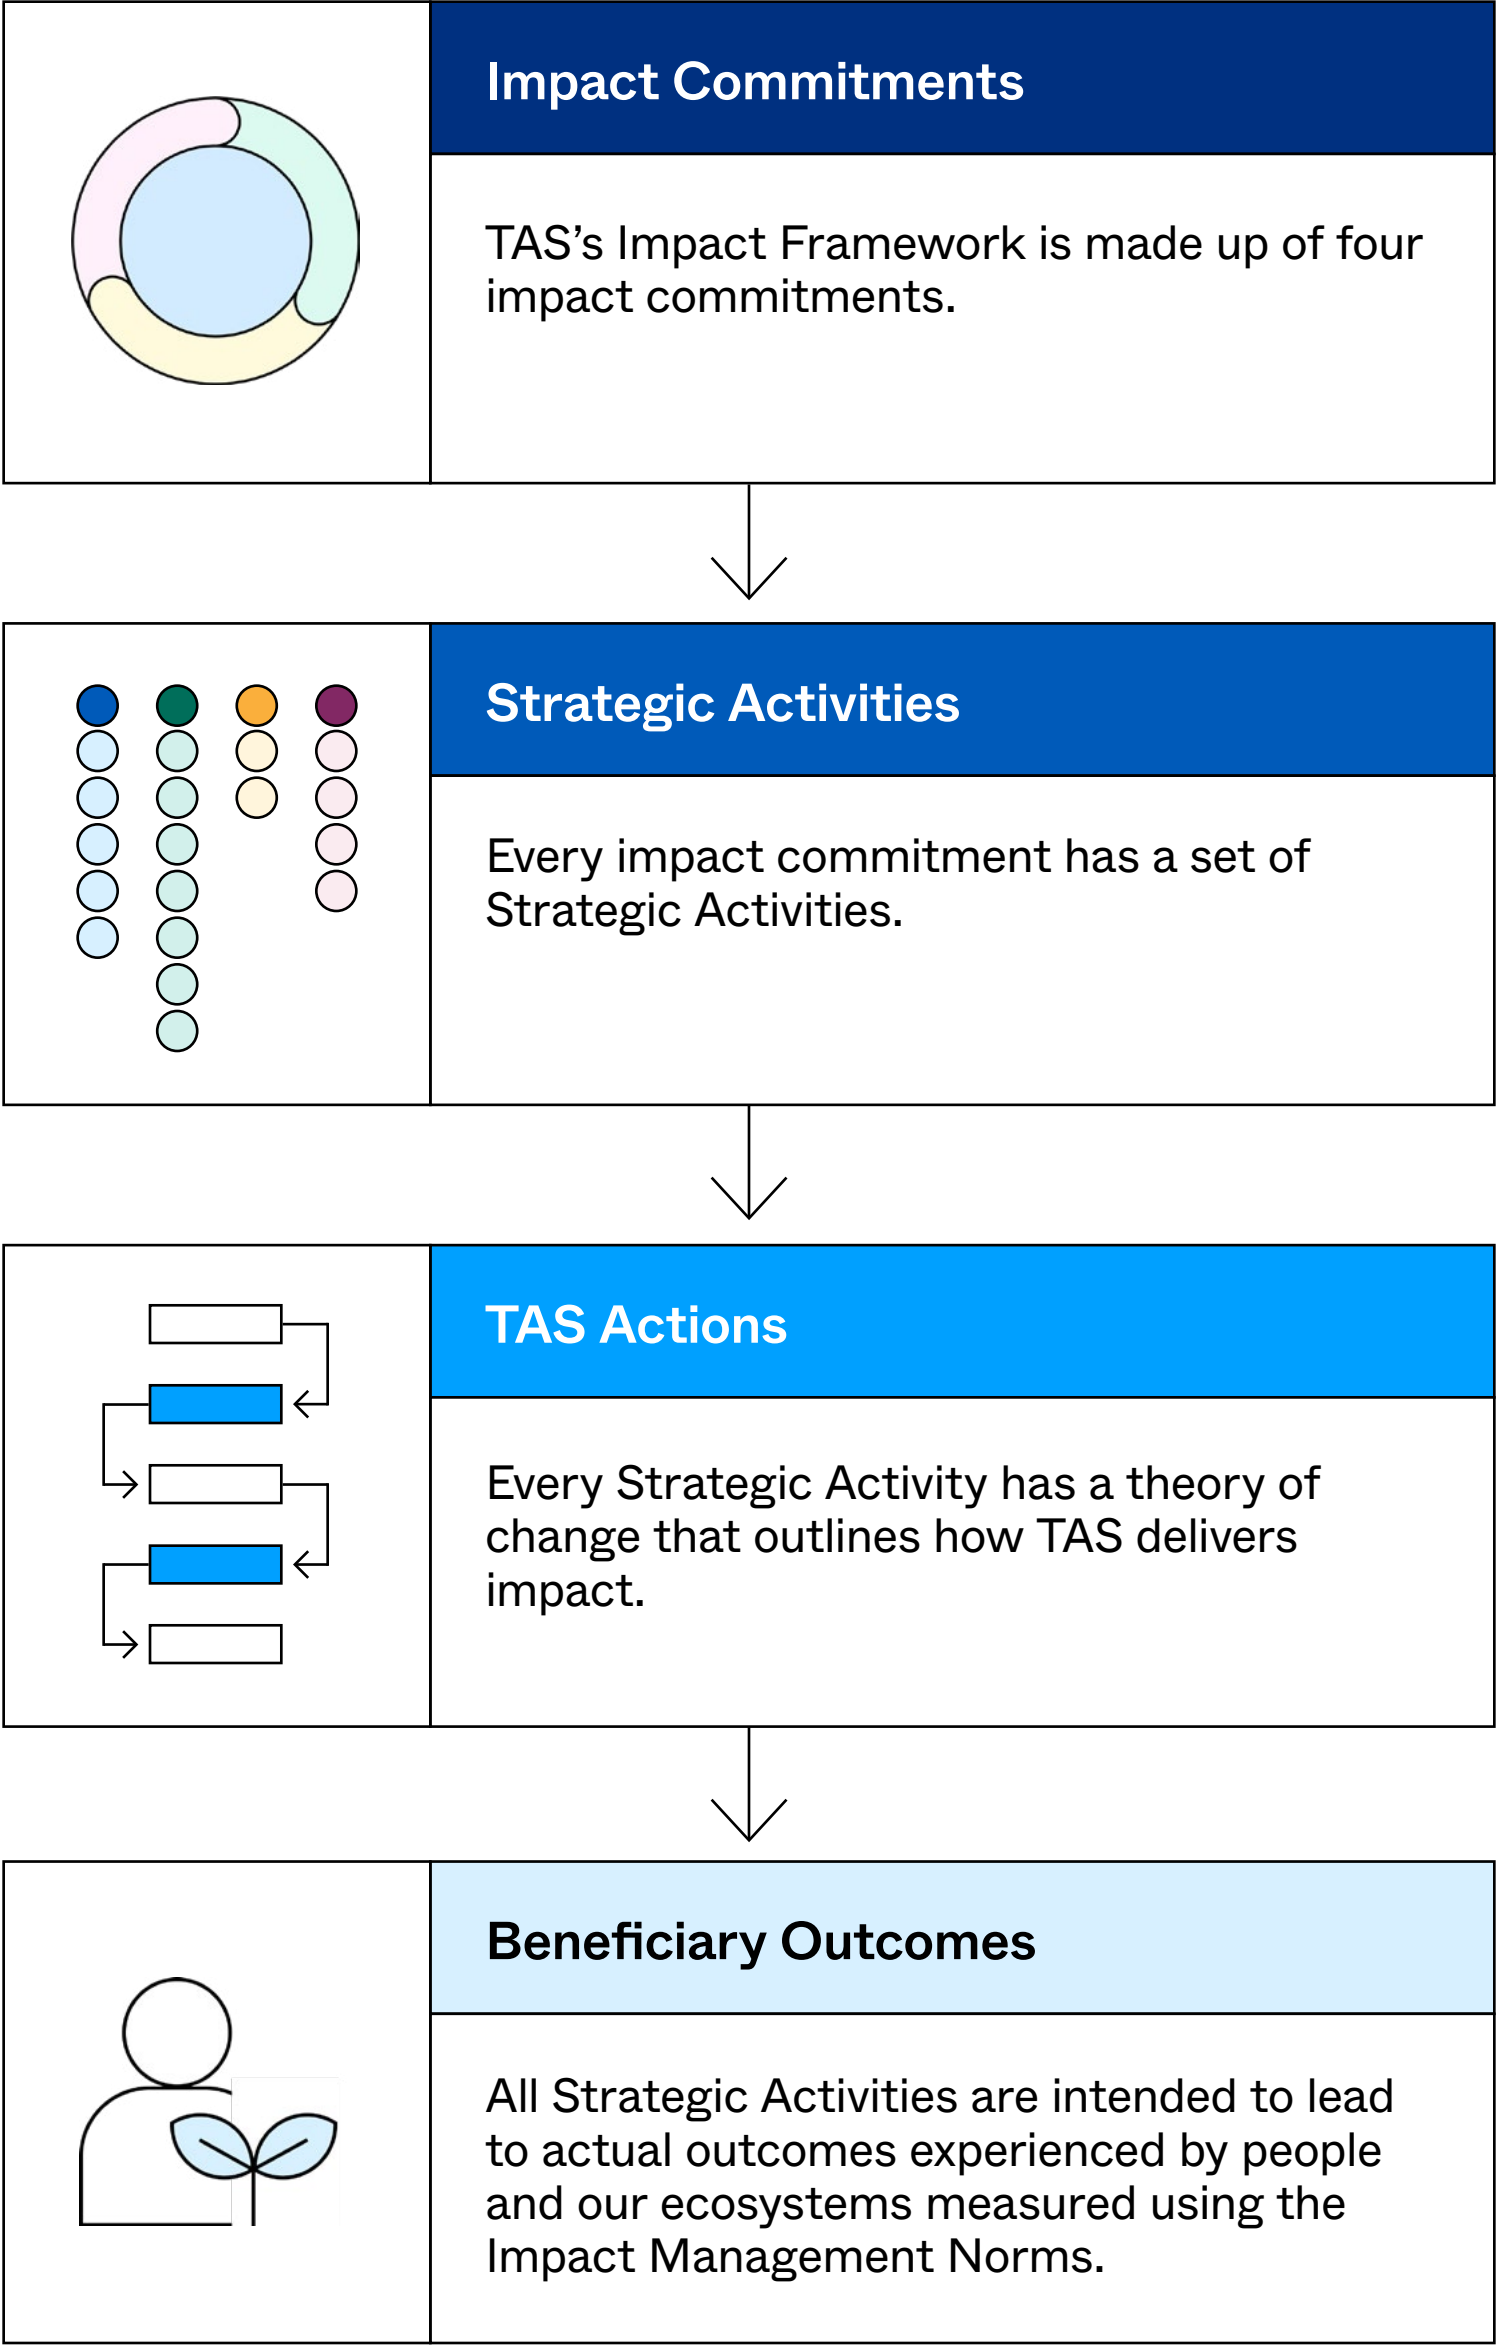 Impact Commitments
TAS’s Impact Framework is made up of four
impact commitments.
Strategic Activities
Every impact commitment has a set of
Strategic Activities.
TAS Actions
Every Strategic Activity has a theory of
change that outlines how TAS delivers
impact.
Beneficiary Outcomes
All Strategic Activities are intended to lead
to actual outcomes experienced by people
and our ecosystems measured using the
Impact Management Norms.